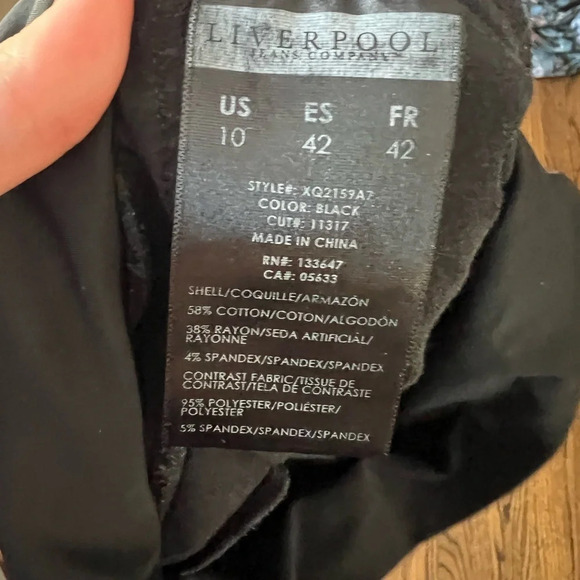 LIVERPOOL
JEANS COMPANY
US ES FR
10 42 42
STYLE#: XQ2159A7
COLOR: BLACK
CUT#: 11317
MADE IN CHINA
RN#: 133647
CA#: 05633
SHELL/COQUILLE/ARMAZÓN
58% COTTON/COTON/ALGODÓN
38% RAYON/SEDA ARTIFICIAL/
RAYONNE
4% SPANDEX/SPANDEX/SPANDEX
CONTRAST FABRIC/TISSUE DE
CONTRAST/TELA DE CONTRASTE
95% POLYESTER/POLIÉSTER/
POLYESTER
5% SPANDEX/SPANDEX/SPANDEX